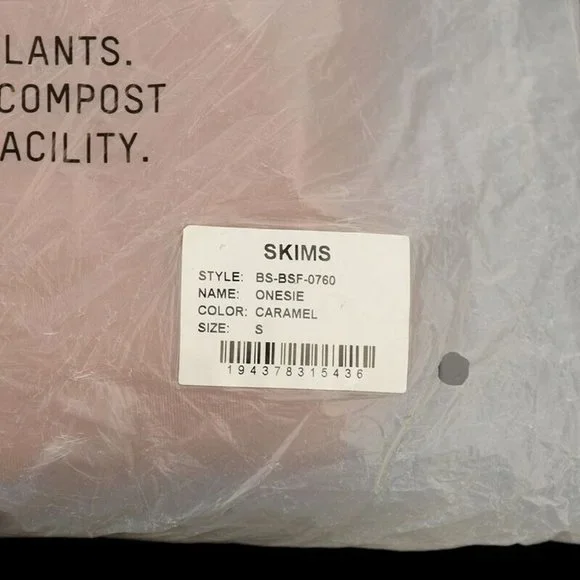 LANTS.
COMPOST
ACILITY.
SKIMS
STYLE: BS-BSF-0760
NAME: ONESIE
COLOR: CARAMEL
SIZE: S
194378315436